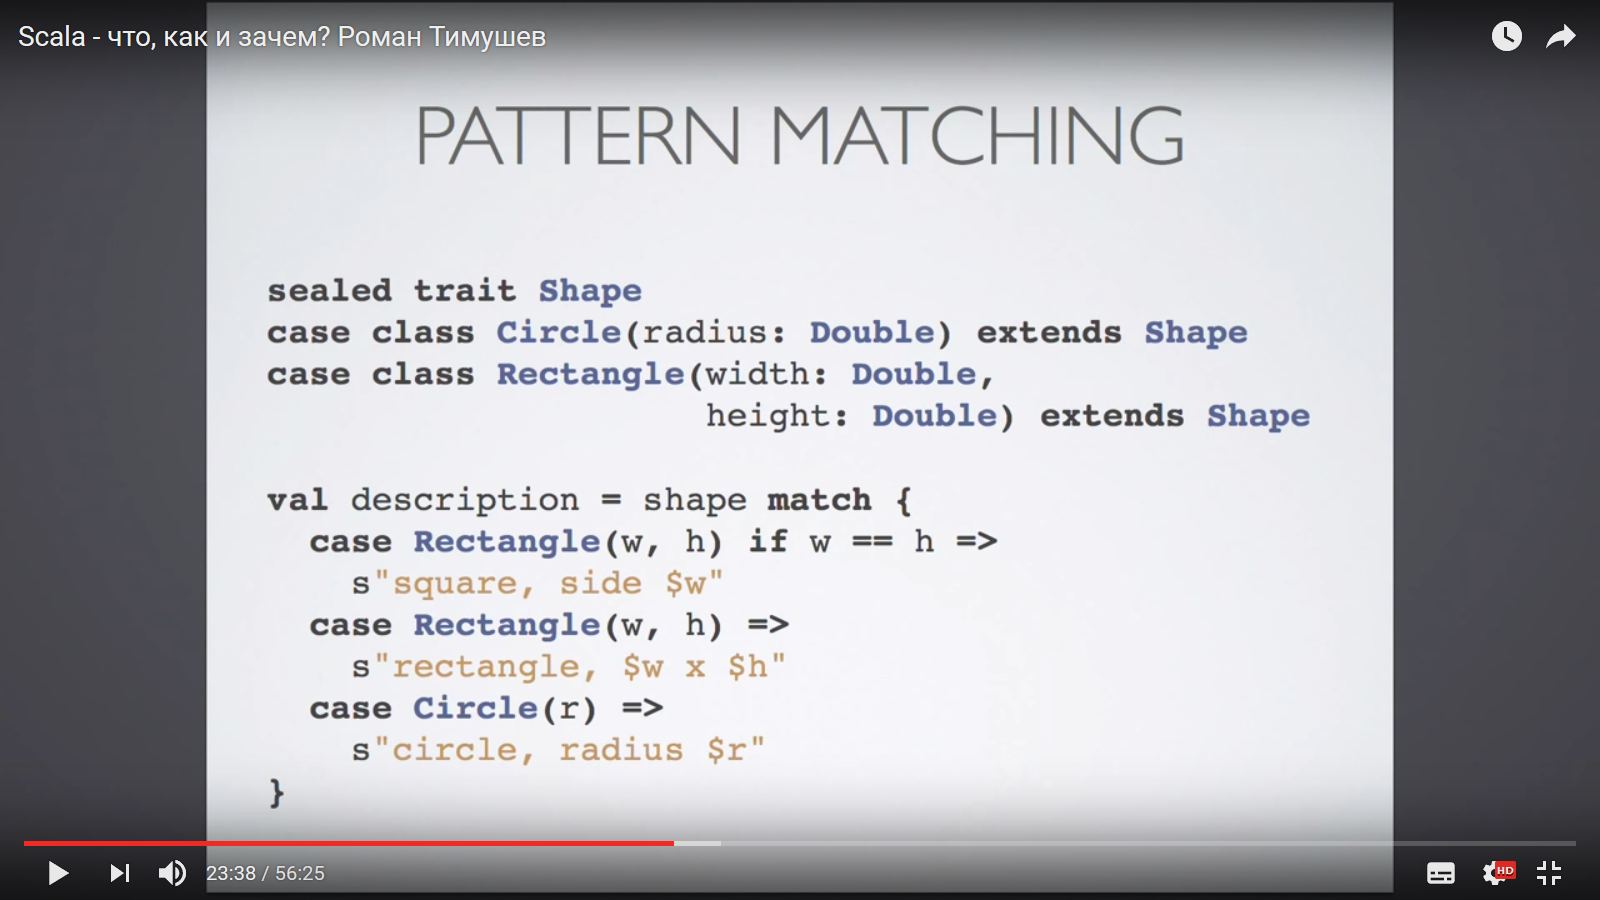 Scala - что, как и зачем? Роман Тимушев
PATTERN MATCHING
sealed trait Shape
case class Circle(radius: Double) extends Shape
case class Rectangle(width: Double,
height: Double) extends Shape
val description = shape match {
case Rectangle(w, h) if w == h =>
s"square, side $w"
case Rectangle(w, h) =>
s"rectangle, $w x $h"
case Circle(r) =>
s"circle, radius $r"
}
23:38 / 56:25
HD